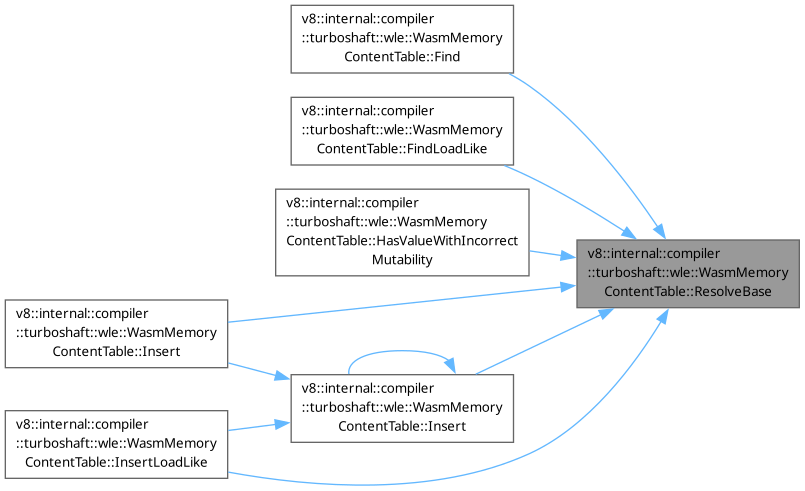 v8::internal::compiler
::turboshaft::wle::WasmMemory
ContentTable::Find
v8::internal::compiler
::turboshaft::wle::WasmMemory
ContentTable::FindLoadLike
v8::internal::compiler
::turboshaft::wle::WasmMemory
ContentTable::HasValueWithIncorrect
Mutability
v8::internal::compiler
::turboshaft::wle::WasmMemory
ContentTable::ResolveBase
v8::internal::compiler
::turboshaft::wle::WasmMemory
ContentTable::Insert
v8::internal::compiler
::turboshaft::wle::WasmMemory
ContentTable::Insert
v8::internal::compiler
::turboshaft::wle::WasmMemory
ContentTable::InsertLoadLike